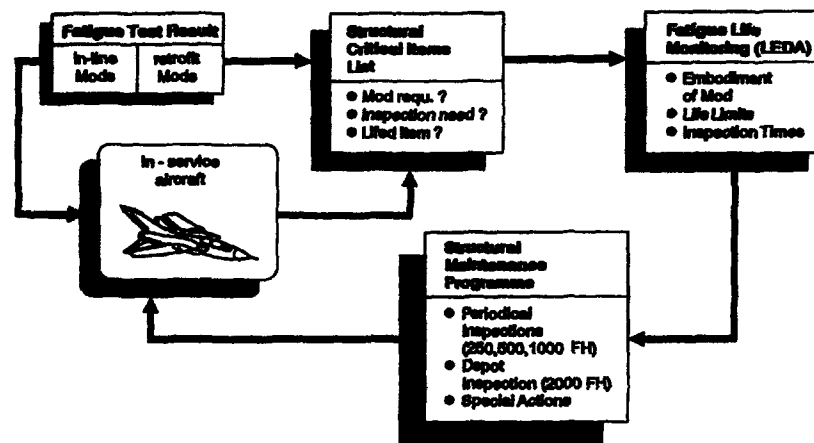 Fatigue Test Result
in-line
Mods
retrofit
Mods
Structural
Critical Items
List
● Mod requ. ?
● Inspection need ?
● Lifed Item ?
Fatigue Life
Monitoring (LEDA)
● Embodiment
of Mod
● Life Limits
● Inspection Times
in - service
aircraft
Structural
Maintenance
Programme
● Periodical
Inspections
(250,500,1000 FH)
● Depot
Inspection (2000 FH)
● Special Actions